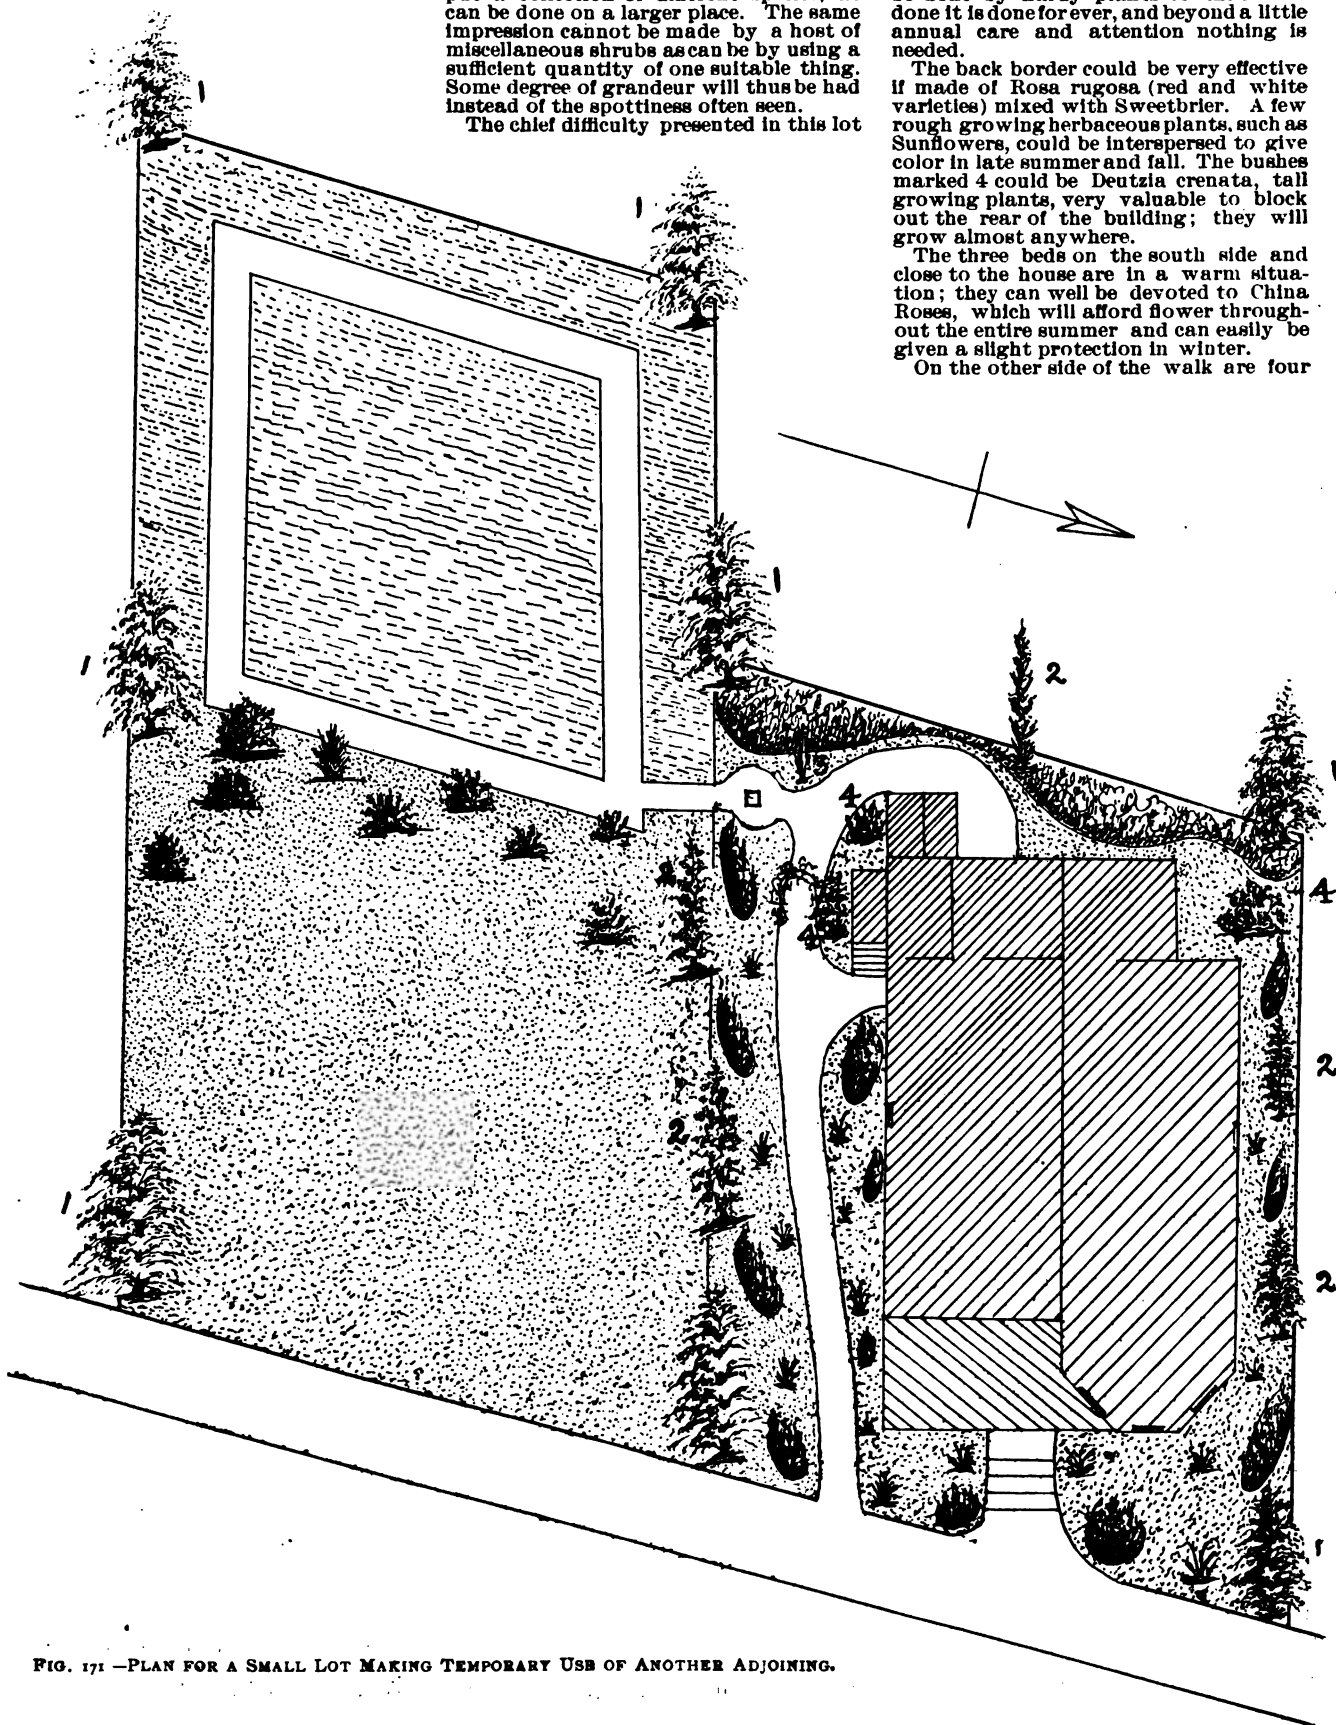 can be done on a larger place. The same
impression cannot be made by a host of
miscellaneous shrubs as can be by using a
sufficient quantity of one suitable thing.
Some degree of grandeur will thus be had
instead of the spottiness often seen.
The chief difficulty presented in this lot
done it is done for ever, and beyond a little
annual care and attention nothing is
needed.
The back border could be very effective
if made of Rosa rugosa (red and white
varieties) mixed with Sweetbrier. A few
rough growing herbaceous plants, such as
Sunflowers, could be interspersed to give
color in late summer and fall. The bushes
marked 4 could be Deutzia crenata, tall
growing plants, very valuable to block
out the rear of the building; they will
grow almost anywhere.
The three beds on the south side and
close to the house are in a warm situa-
tion; they can well be devoted to China
Roses, which will afford flower through-
out the entire summer and can easily be
given a slight protection in winter.
On the other side of the walk are four
1
1
1
2
1
1
3
4
2
4
4
2
2
1
2
1
FIG. 171 —PLAN FOR A SMALL LOT MAKING TEMPORARY USE OF ANOTHER ADJOINING.